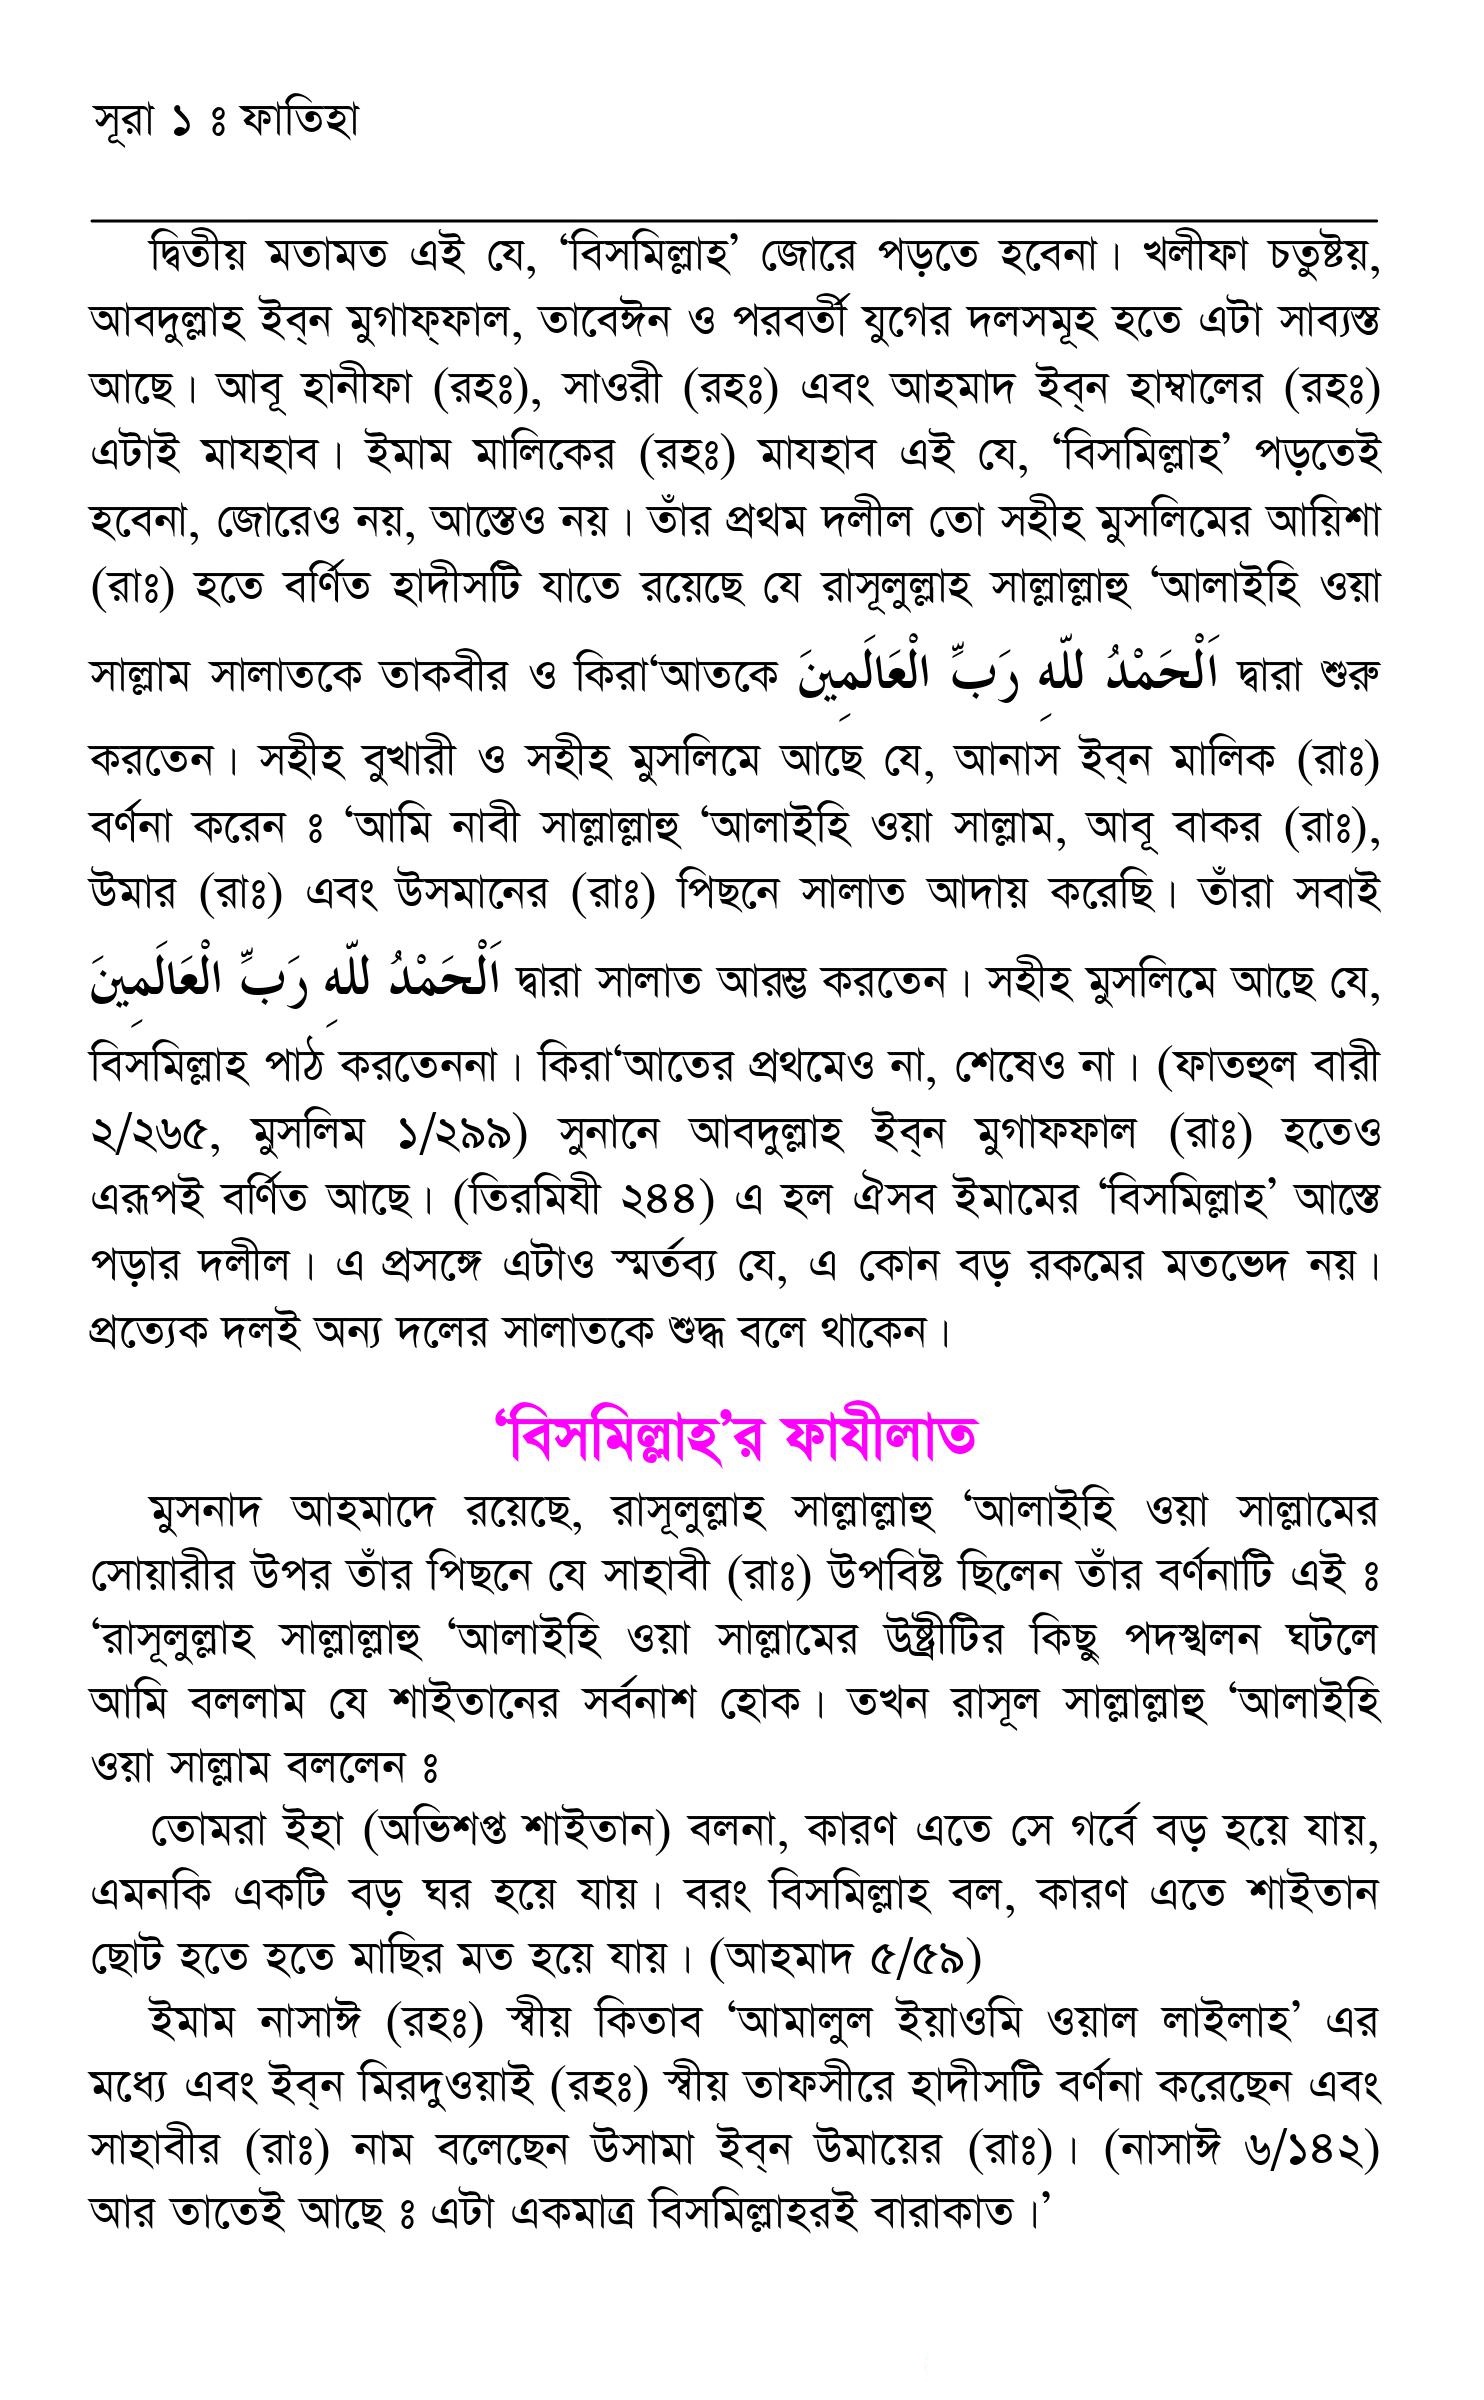 সূরা ১ ঃ ফাতিহা
দ্বিতীয় মতামত এই যে, ‘বিসমিল্লাহ’ জোরে পড়তে হবেনা। খলীফা চতুষ্টয়,
আবদুল্লাহ ইব্‌ন মুগাফ্‌ফাল, তাবেঈন ও পরবর্তী যুগের দলসমূহ হতে এটা সাব্যস্ত
আছে। আবূ হানীফা (রহঃ), সাওরী (রহঃ) এবং আহমাদ ইব্‌ন হাম্বালের (রহঃ)
এটাই মাযহাব। ইমাম মালিকের (রহঃ) মাযহাব এই যে, ‘বিসমিল্লাহ’ পড়তেই
হবেনা, জোরেও নয়, আস্তেও নয়। তাঁর প্রথম দলীল তো সহীহ মুসলিমের আয়িশা
(রাঃ) হতে বর্ণিত হাদীসটি যাতে রয়েছে যে রাসূলুল্লাহ সাল্লাল্লাহু ‘আলাইহি ওয়া
সাল্লাম সালাতকে তাকবীর ও কিরা‘আতকে اَلْحَمْدُ للّهِ رَبِّ الْعَالَمِينَ দ্বারা শুরু
করতেন। সহীহ বুখারী ও সহীহ মুসলিমে আছে যে, আনাস ইব্‌ন মালিক (রাঃ)
বর্ণনা করেন ঃ ‘আমি নাবী সাল্লাল্লাহু ‘আলাইহি ওয়া সাল্লাম, আবূ বাকর (রাঃ),
উমার (রাঃ) এবং উসমানের (রাঃ) পিছনে সালাত আদায় করেছি। তাঁরা সবাই
اَلْحَمْدُ للّهِ رَبِّ الْعَالَمِينَ দ্বারা সালাত আরম্ভ করতেন। সহীহ মুসলিমে আছে যে,
বিসমিল্লাহ পাঠ করতেননা। কিরা‘আতের প্রথমেও না, শেষেও না। (ফাতহুল বারী
২/২৬৫, মুসলিম ১/২৯৯) সুনানে আবদুল্লাহ ইব্‌ন মুগাফফাল (রাঃ) হতেও
এরূপই বর্ণিত আছে। (তিরমিযী ২৪৪) এ হল ঐসব ইমামের ‘বিসমিল্লাহ’ আস্তে
পড়ার দলীল। এ প্রসঙ্গে এটাও স্মর্তব্য যে, এ কোন বড় রকমের মতভেদ নয়।
প্রত্যেক দলই অন্য দলের সালাতকে শুদ্ধ বলে থাকেন।
‘বিসমিল্লাহ’র ফাযীলাত
মুসনাদ আহমাদে রয়েছে, রাসূলুল্লাহ সাল্লাল্লাহু ‘আলাইহি ওয়া সাল্লামের
সোয়ারীর উপর তাঁর পিছনে যে সাহাবী (রাঃ) উপবিষ্ট ছিলেন তাঁর বর্ণনাটি এই ঃ
‘রাসূলুল্লাহ সাল্লাল্লাহু ‘আলাইহি ওয়া সাল্লামের উষ্ট্রীটির কিছু পদস্খলন ঘটলে
আমি বললাম যে শাইতানের সর্বনাশ হোক। তখন রাসূল সাল্লাল্লাহু ‘আলাইহি
ওয়া সাল্লাম বললেন ঃ
তোমরা ইহা (অভিশপ্ত শাইতান) বলনা, কারণ এতে সে গর্বে বড় হয়ে যায়,
এমনকি একটি বড় ঘর হয়ে যায়। বরং বিসমিল্লাহ বল, কারণ এতে শাইতান
ছোট হতে হতে মাছির মত হয়ে যায়। (আহমাদ ৫/৫৯)
ইমাম নাসাঈ (রহঃ) স্বীয় কিতাব ‘আমালুল ইয়াওমি ওয়াল লাইলাহ’ এর
মধ্যে এবং ইব্‌ন মিরদুওয়াই (রহঃ) স্বীয় তাফসীরে হাদীসটি বর্ণনা করেছেন এবং
সাহাবীর (রাঃ) নাম বলেছেন উসামা ইব্‌ন উমায়ের (রাঃ)। (নাসাঈ ৬/১৪২)
আর তাতেই আছে ঃ এটা একমাত্র বিসমিল্লাহরই বারাকাত।’